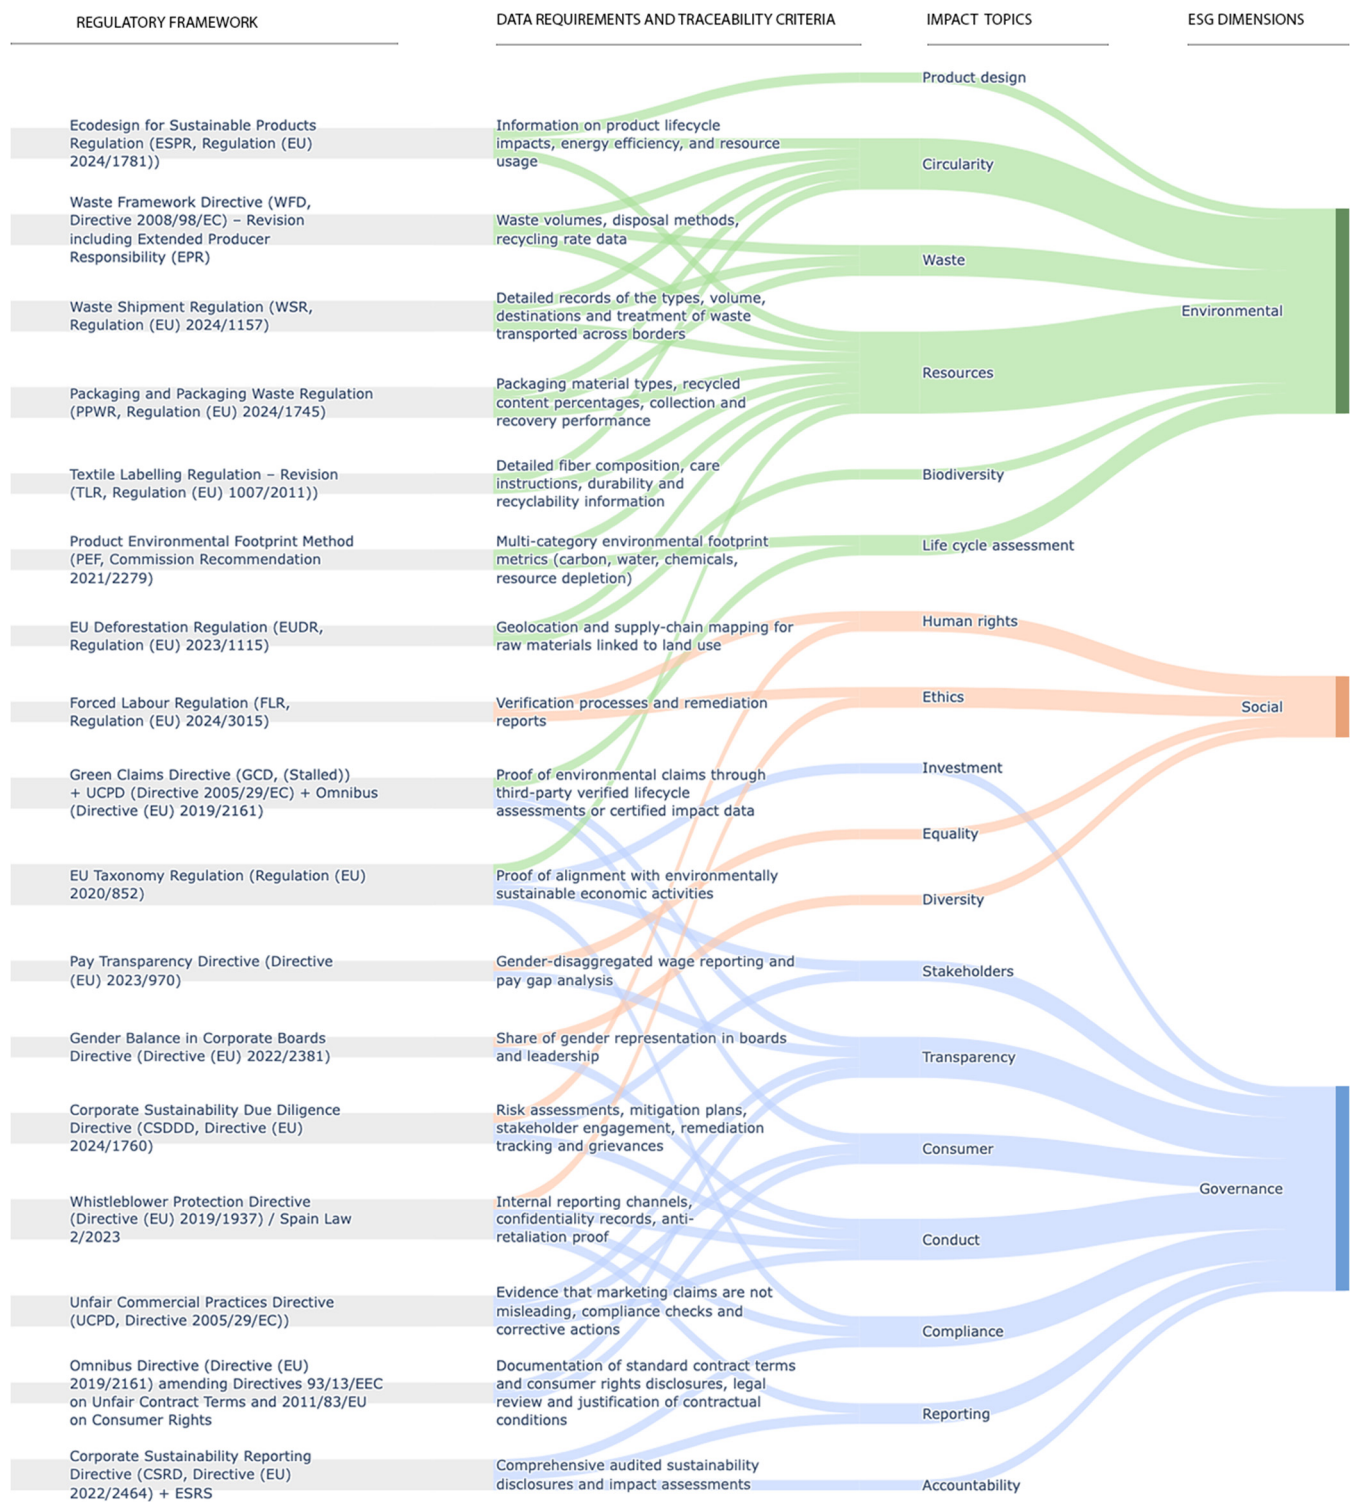 REGULATORY FRAMEWORK
DATA REQUIREMENTS AND TRACEABILITY CRITERIA
IMPACT TOPICS
ESG DIMENSIONS
Ecodesign for Sustainable Products
Regulation (ESPR, Regulation (EU)
2024/1781))
Waste Framework Directive (WFD,
Directive 2008/98/EC) – Revision
including Extended Producer
Responsibility (EPR)
Waste Shipment Regulation (WSR,
Regulation (EU) 2024/1157)
Packaging and Packaging Waste Regulation
(PPWR, Regulation (EU) 2024/1745)
Textile Labelling Regulation – Revision
(TLR, Regulation (EU) 1007/2011))
Product Environmental Footprint Method
(PEF, Commission Recommendation
2021/2279)
EU Deforestation Regulation (EUDR,
Regulation (EU) 2023/1115)
Forced Labour Regulation (FLR,
Regulation (EU) 2024/3015)
Green Claims Directive (GCD, (Stalled))
+ UCPD (Directive 2005/29/EC) + Omnibus
(Directive (EU) 2019/2161)
EU Taxonomy Regulation (Regulation (EU)
2020/852)
Pay Transparency Directive (Directive
(EU) 2023/970)
Gender Balance in Corporate Boards
Directive (Directive (EU) 2022/2381)
Corporate Sustainability Due Diligence
Directive (CSDDD, Directive (EU)
2024/1760)
Whistleblower Protection Directive
(Directive (EU) 2019/1937) / Spain Law
2/2023
Unfair Commercial Practices Directive
(UCPD, Directive 2005/29/EC))
Omnibus Directive (Directive (EU)
2019/2161) amending Directives 93/13/EEC
on Unfair Contract Terms and 2011/83/EU
on Consumer Rights
Corporate Sustainability Reporting
Directive (CSRD, Directive (EU)
2022/2464) + ESRS
Information on product lifecycle
impacts, energy efficiency, and resource
usage
Waste volumes, disposal methods,
recycling rate data
Detailed records of the types, volume,
destinations and treatment of waste
transported across borders
Packaging material types, recycled
content percentages, collection and
recovery performance
Detailed fiber composition, care
instructions, durability and
recyclability information
Multi-category environmental footprint
metrics (carbon, water, chemicals,
resource depletion)
Geolocation and supply-chain mapping for
raw materials linked to land use
Verification processes and remediation
reports
Proof of environmental claims through
third-party verified lifecycle
assessments or certified impact data
Proof of alignment with environmentally
sustainable economic activities
Gender-disaggregated wage reporting and
pay gap analysis
Share of gender representation in boards
and leadership
Risk assessments, mitigation plans,
stakeholder engagement, remediation
tracking and grievances
Internal reporting channels,
confidentiality records, anti-
retaliation proof
Evidence that marketing claims are not
misleading, compliance checks and
corrective actions
Documentation of standard contract terms
and consumer rights disclosures, legal
review and justification of contractual
conditions
Comprehensive audited sustainability
disclosures and impact assessments
Product design
Circularity
Waste
Resources
Biodiversity
Life cycle assessment
Human rights
Ethics
Investment
Equality
Diversity
Stakeholders
Transparency
Consumer
Conduct
Compliance
Reporting
Accountability
Environmental
Social
Governance